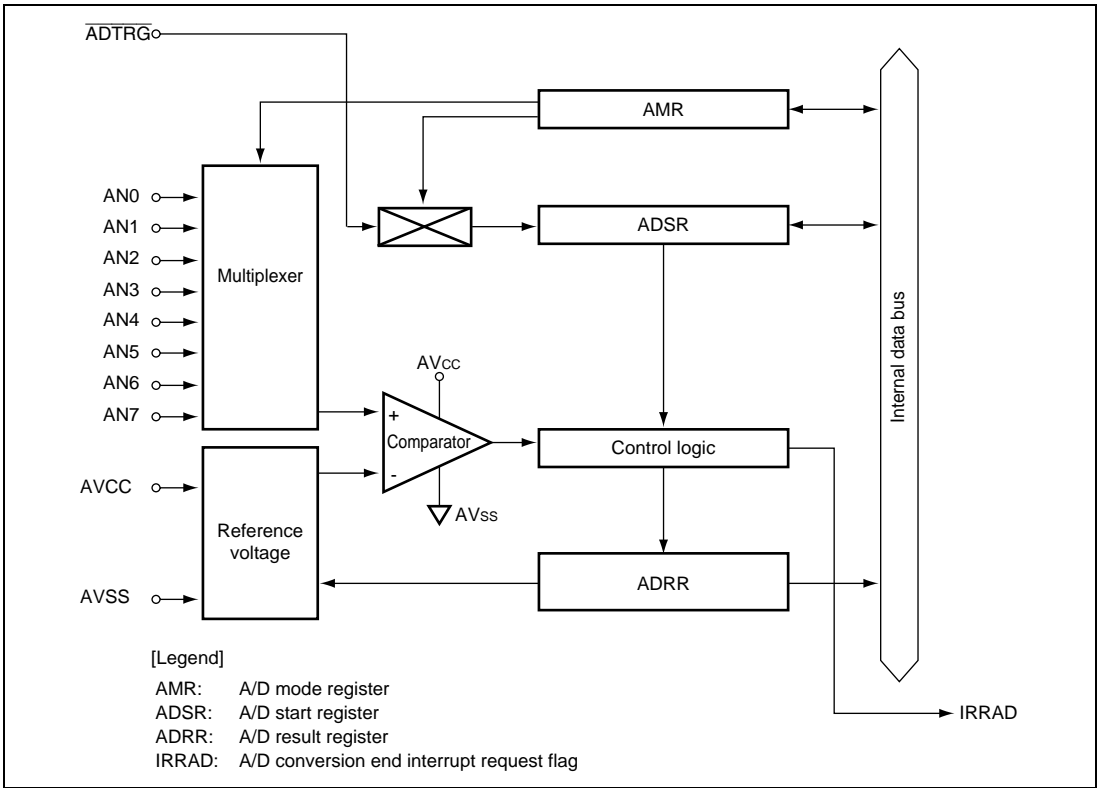 ADTRG
AMR
AN0
AN1
AN2
AN3
AN4
AN5
AN6
AN7
Multiplexer
ADSR
Internal data bus
AVCC
+
Comparator
-
AVSS
Control logic
AVCC
AVSS
Reference
voltage
ADRR
IRRAD
[Legend]
AMR: A/D mode register
ADSR: A/D start register
ADRR: A/D result register
IRRAD: A/D conversion end interrupt request flag